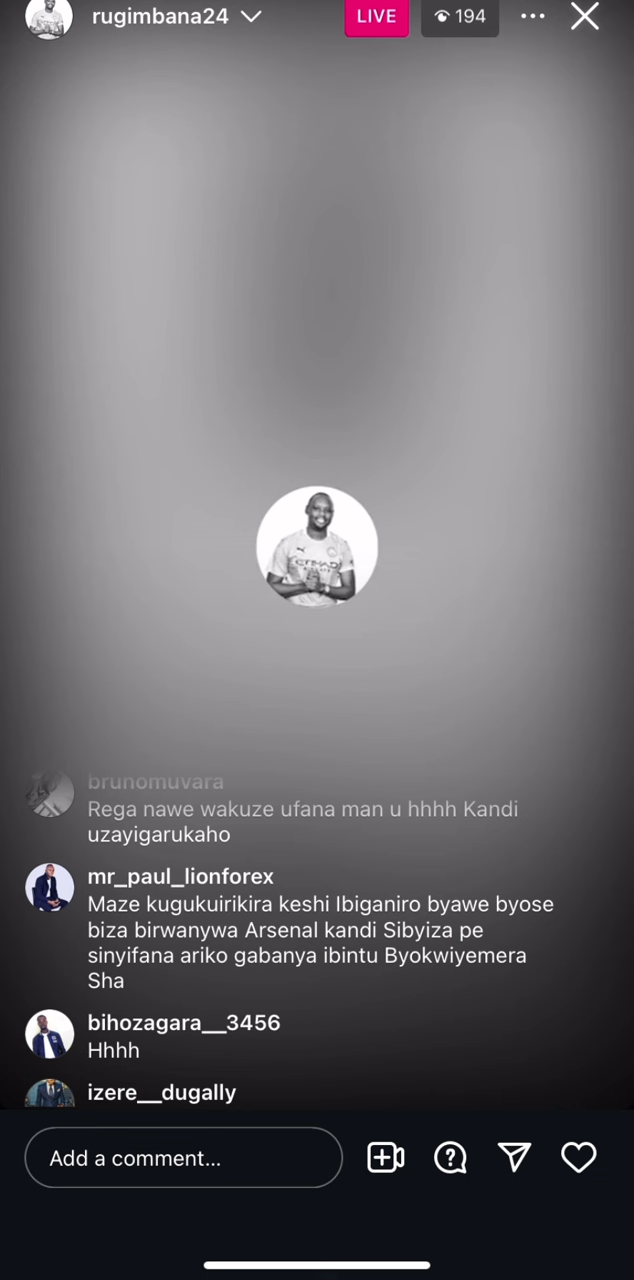 rugimbana24
LIVE
194
ETIHAD
brunomuvara
Rega nawe wakuze ufana man u hhhh Kandi
uzayigarukaho
mr_paul_lionforex
Maze kugukuirikira keshi Ibiganiro byawe byose
biza birwanywa Arsenal kandi Sibyiza pe
sinyifana ariko gabanya ibintu Byokwiyemera
Sha
bihozagara__3456
Hhhh
izere__dugally
Add a comment...